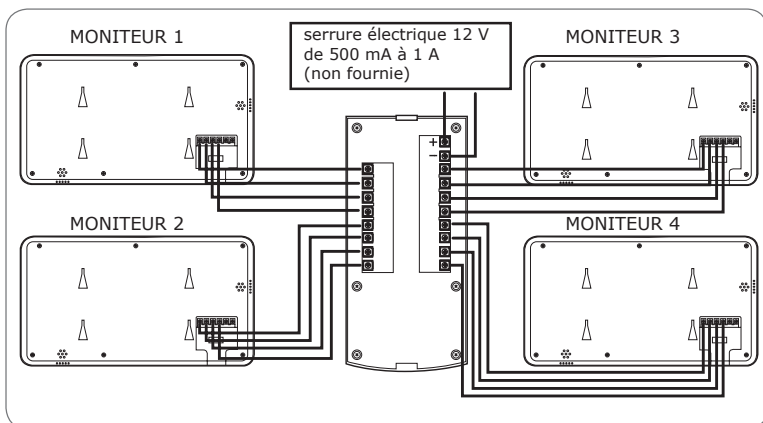 MONITEUR 1
serrure électrique 12 V
de 500 mA à 1 A
(non fournie)
MONITEUR 3
+
−
MONITEUR 2
MONITEUR 4